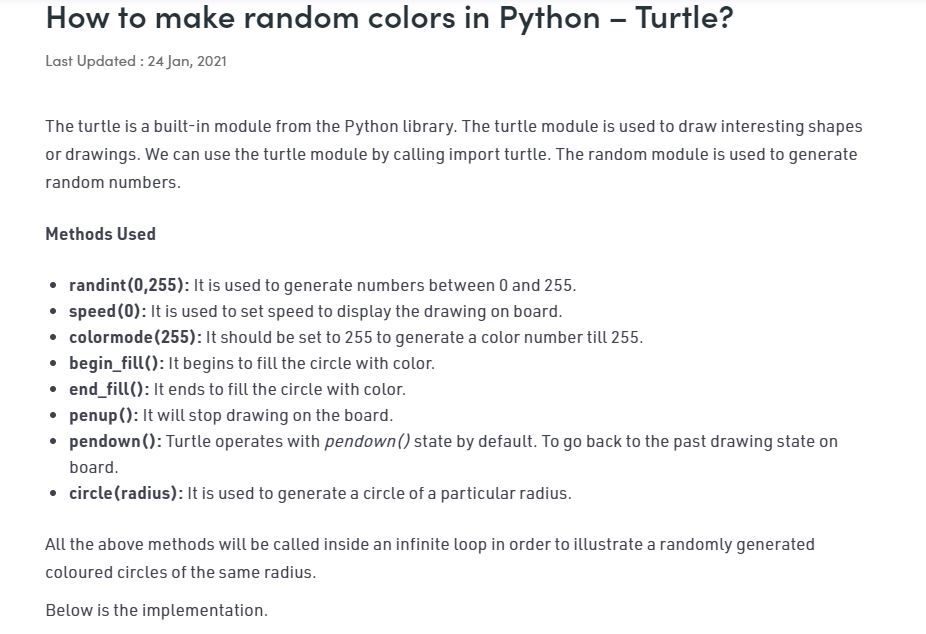 How to make random colors in Python – Turtle?
Last Updated : 24 Jan, 2021
The turtle is a built-in module from the Python library. The turtle module is used to draw interesting shapes
or drawings. We can use the turtle module by calling import turtle. The random module is used to generate
random numbers.
Methods Used
• randint(0,255): It is used to generate numbers between 0 and 255.
• speed(0): It is used to set speed to display the drawing on board.
• colormode(255): It should be set to 255 to generate a color number till 255.
• begin_fill(): It begins to fill the circle with color.
• end_fill(): It ends to fill the circle with color.
• penup(): It will stop drawing on the board.
• pendown(): Turtle operates with pendown() state by default. To go back to the past drawing state on
board.
• circle(radius): It is used to generate a circle of a particular radius.
All the above methods will be called inside an infinite loop in order to illustrate a randomly generated
coloured circles of the same radius.
Below is the implementation.